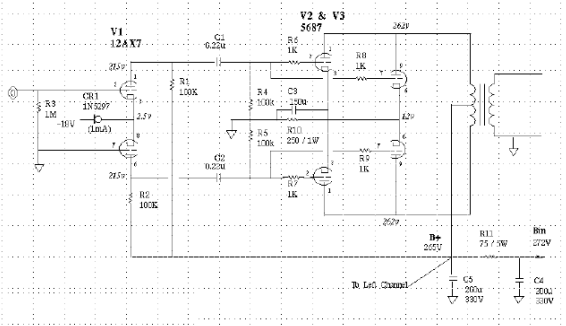 V1
12AX7
V2 & V3
5687
C1
0.22u
R6
1K
R8
1K
262V
215V
R1
100K
CR1
1N5297
(1mA)
-18V
R3
1M
2.5V
R4
100k
C3
R10
250 / 1W
R5
100k
12V
215V
C2
0.22u
R7
1K
R9
1K
R2
100K
262V
B+
265V
R11
75 / 5W
Bin
272V
To Left Channel
C5
330V
C4
330V